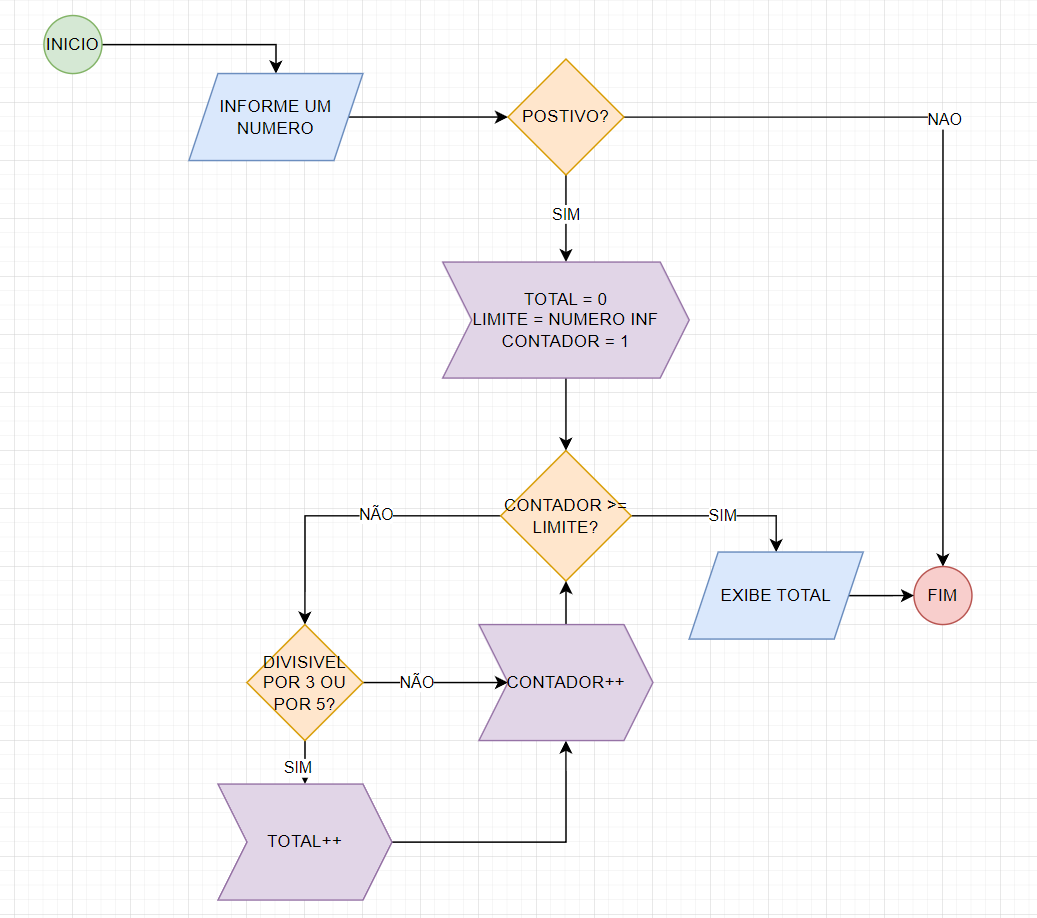 INICIO
INFORME UM
NUMERO
POSTIVO?
NAO
SIM
TOTAL = 0
LIMITE = NUMERO INF
CONTADOR = 1
CONTADOR >=
LIMITE?
NÃO
SIM
EXIBE TOTAL
FIM
DIVISIVEL
POR 3 OU
POR 5?
NÃO
CONTADOR++
SIM
TOTAL++